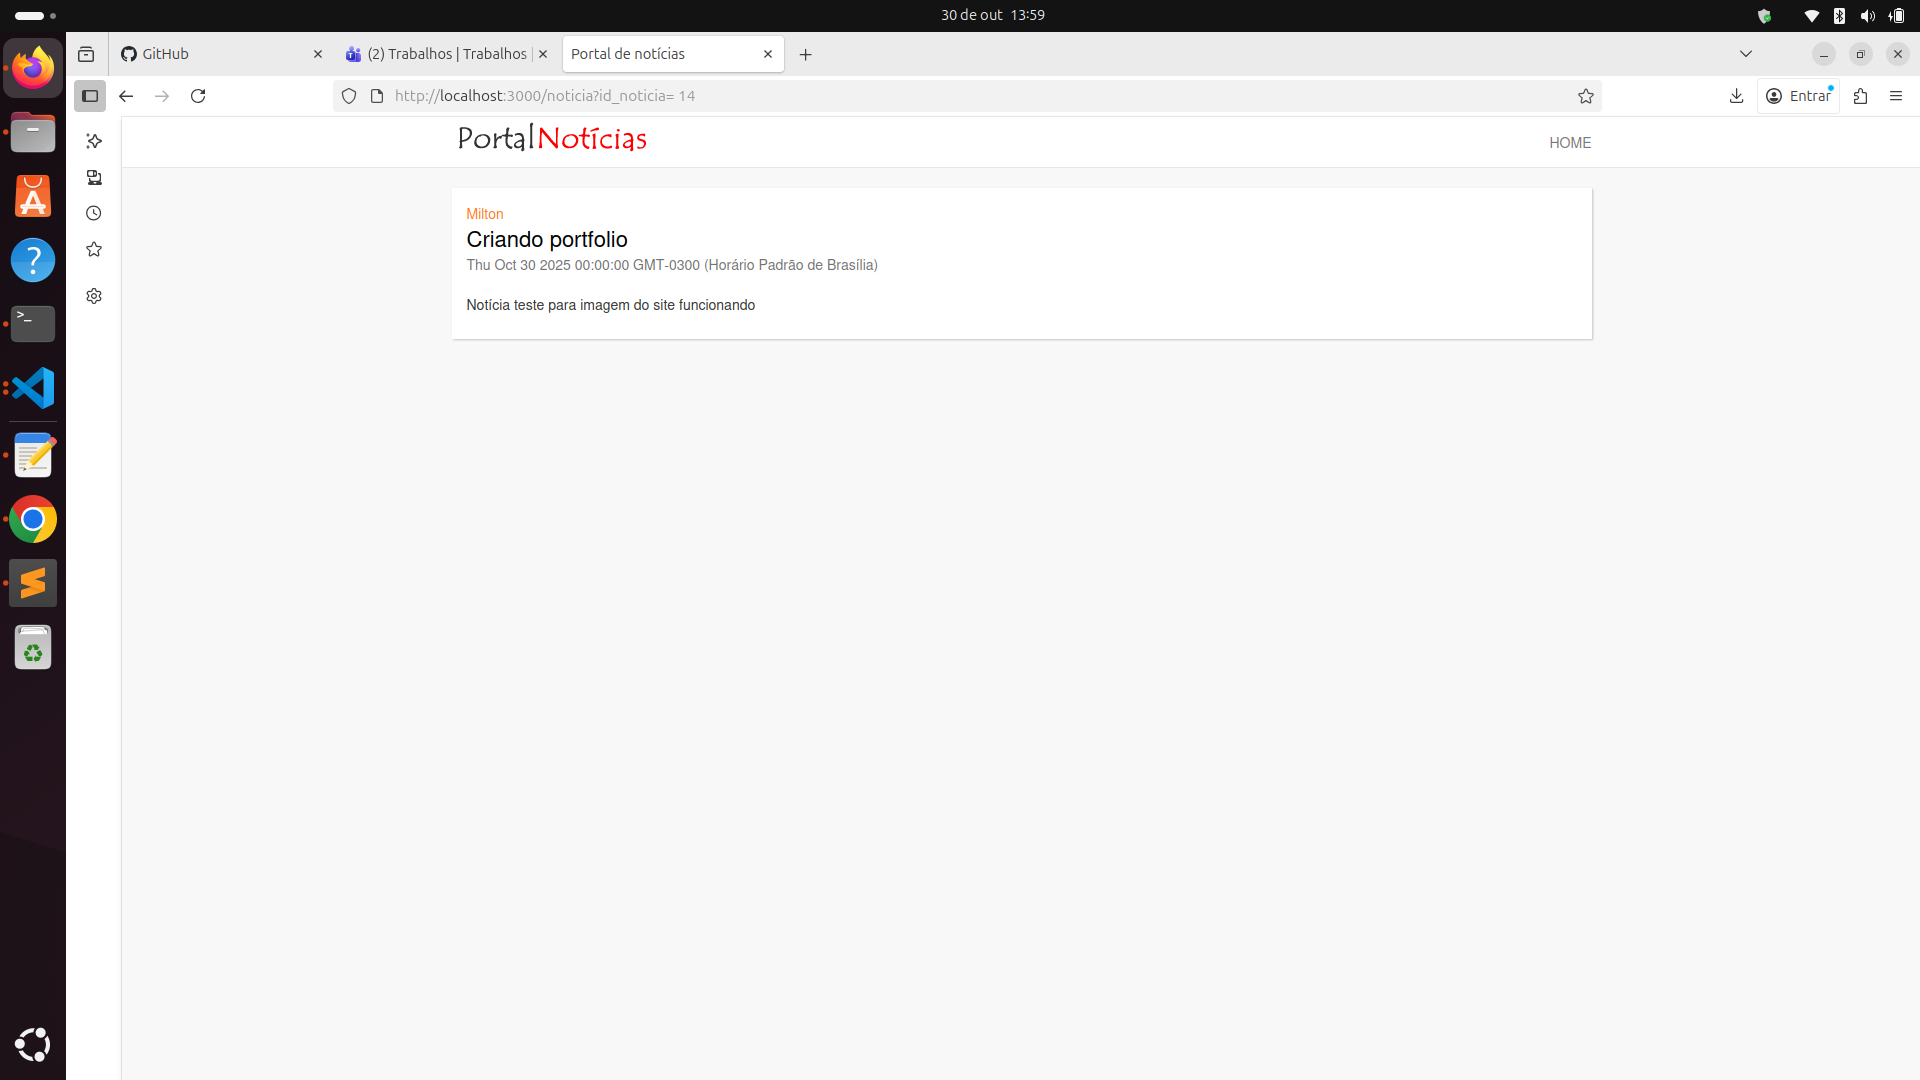 30 de out 13:59
GitHub
(2) Trabalhos | Trabalhos |
Portal de notícias
http://localhost:3000/noticia?id_noticia= 14
Entrar
PortalNotícias
HOME
Milton
Criando portfolio
Thu Oct 30 2025 00:00:00 GMT-0300 (Horário Padrão de Brasília)
Notícia teste para imagem do site funcionando